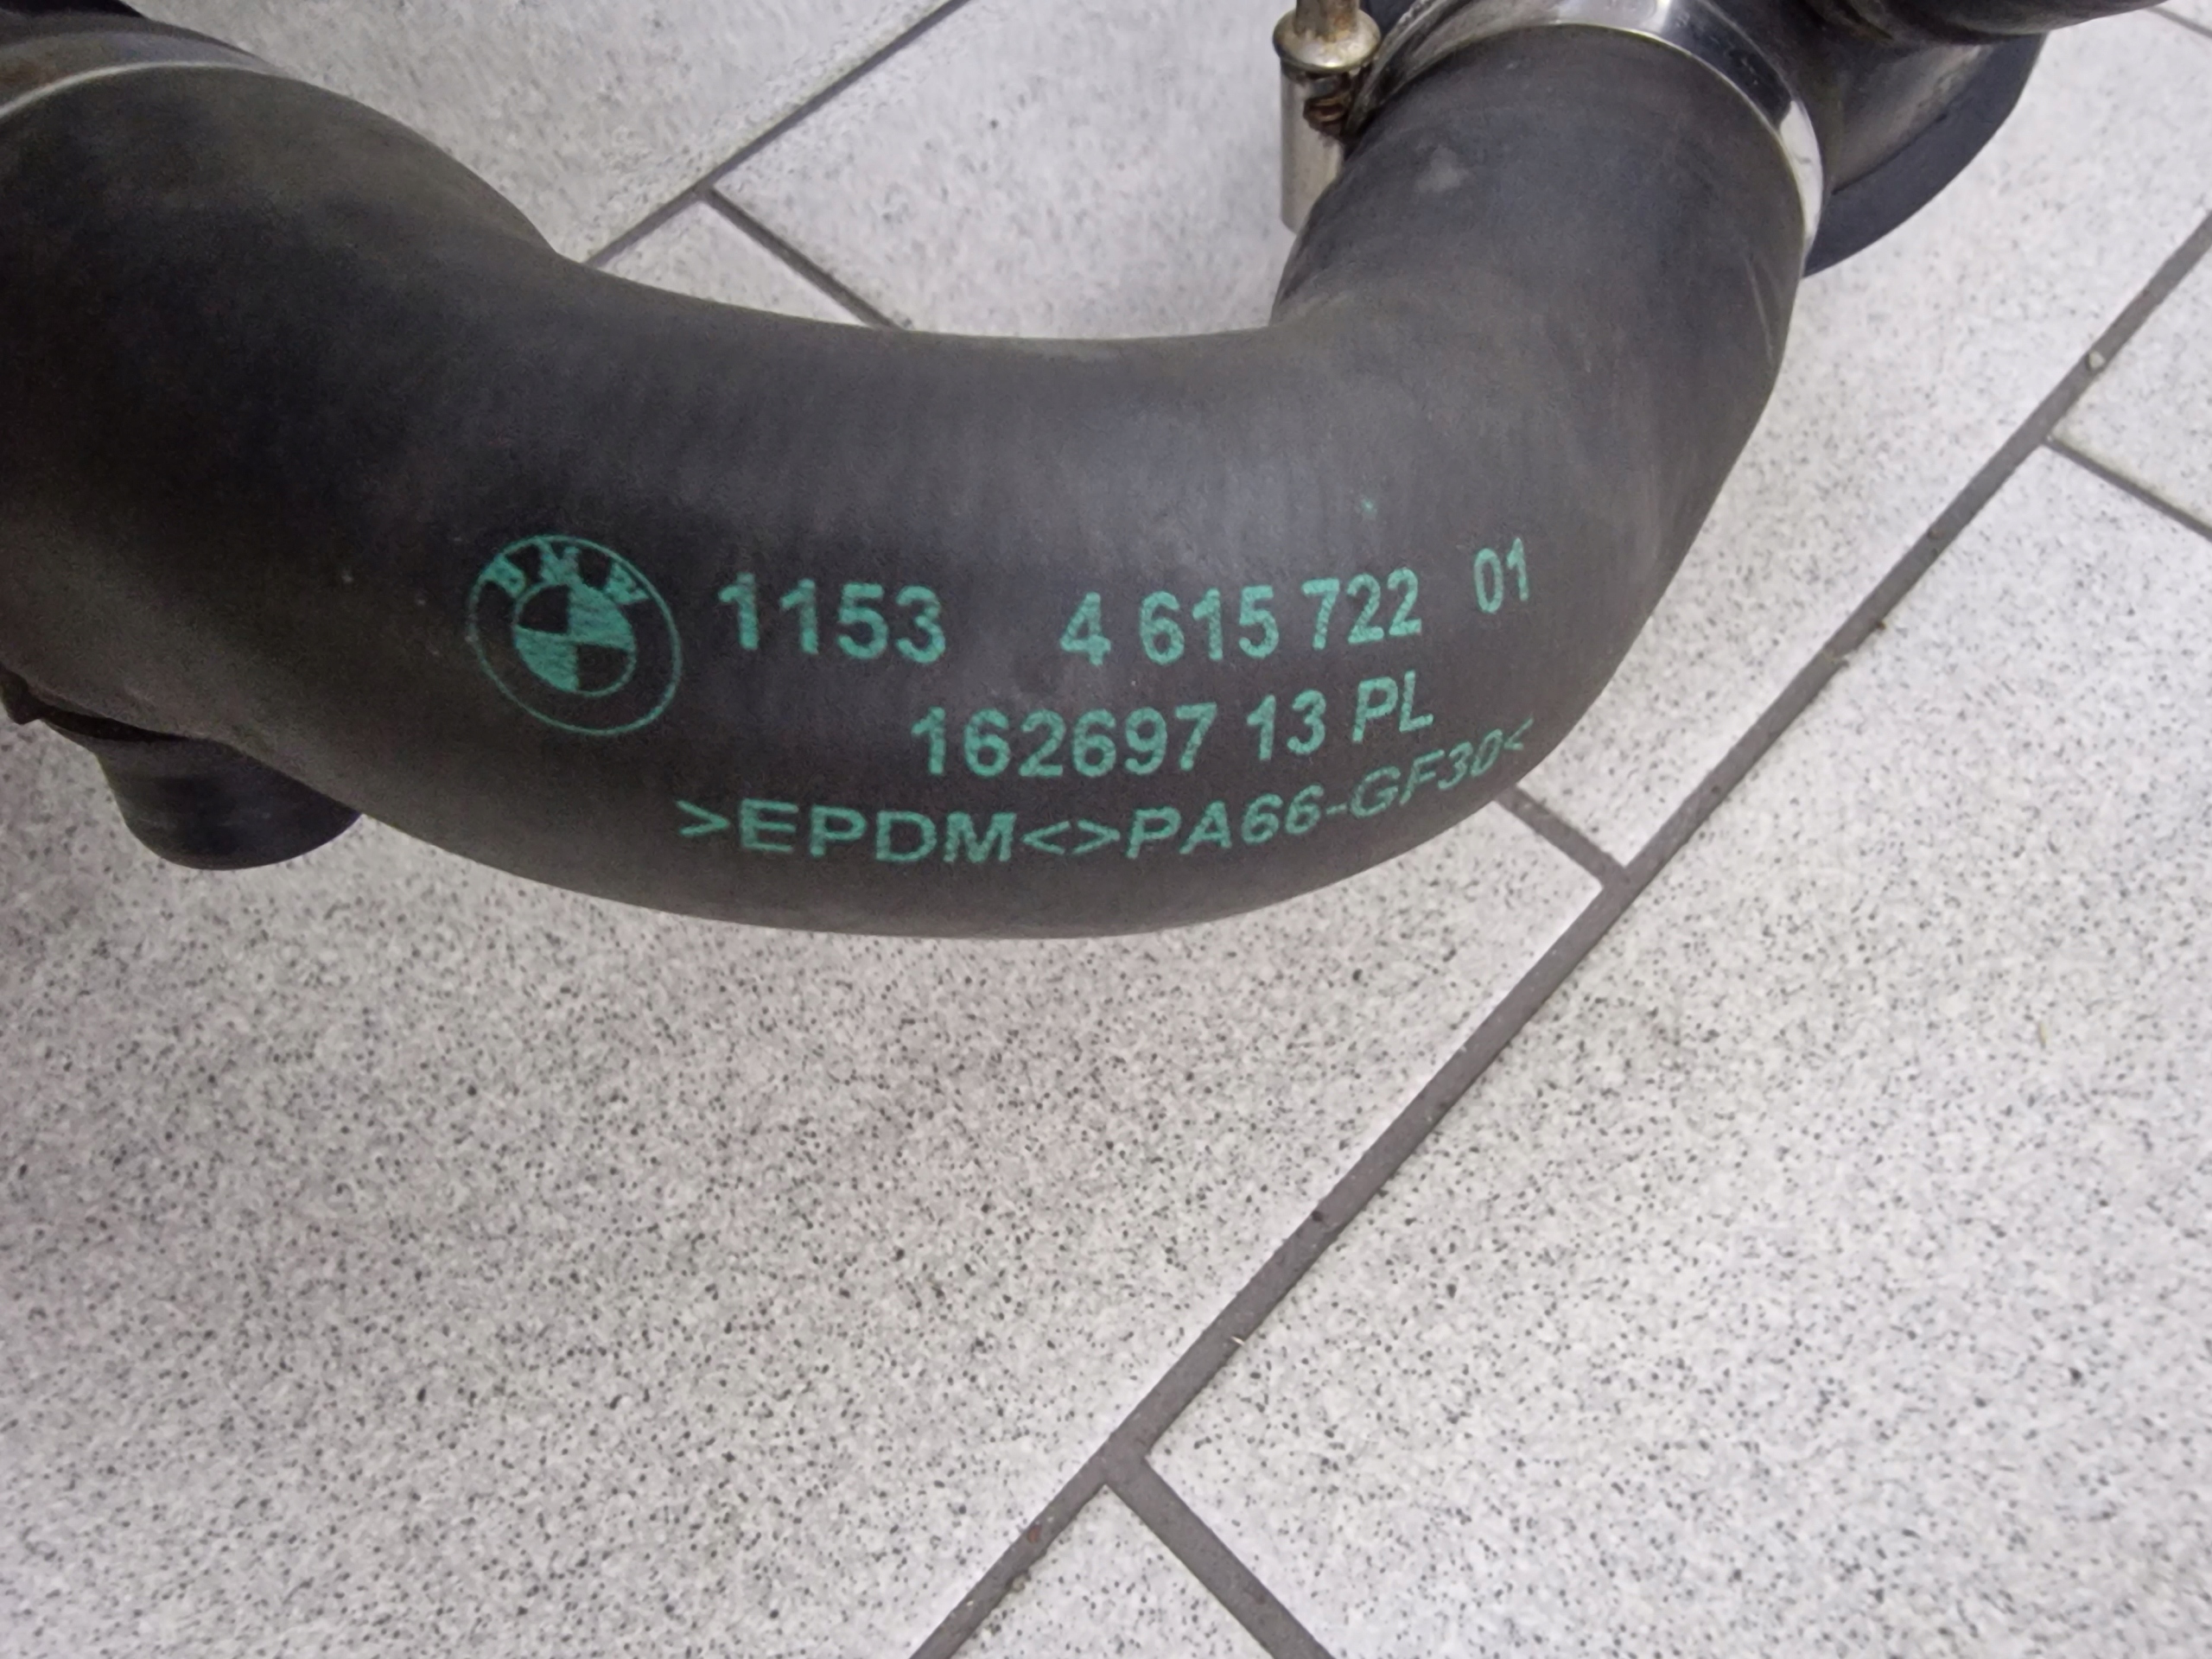 BMW 1153 4 615 722 01
162697 13 PL
>EPDM<>PA66-GF30<